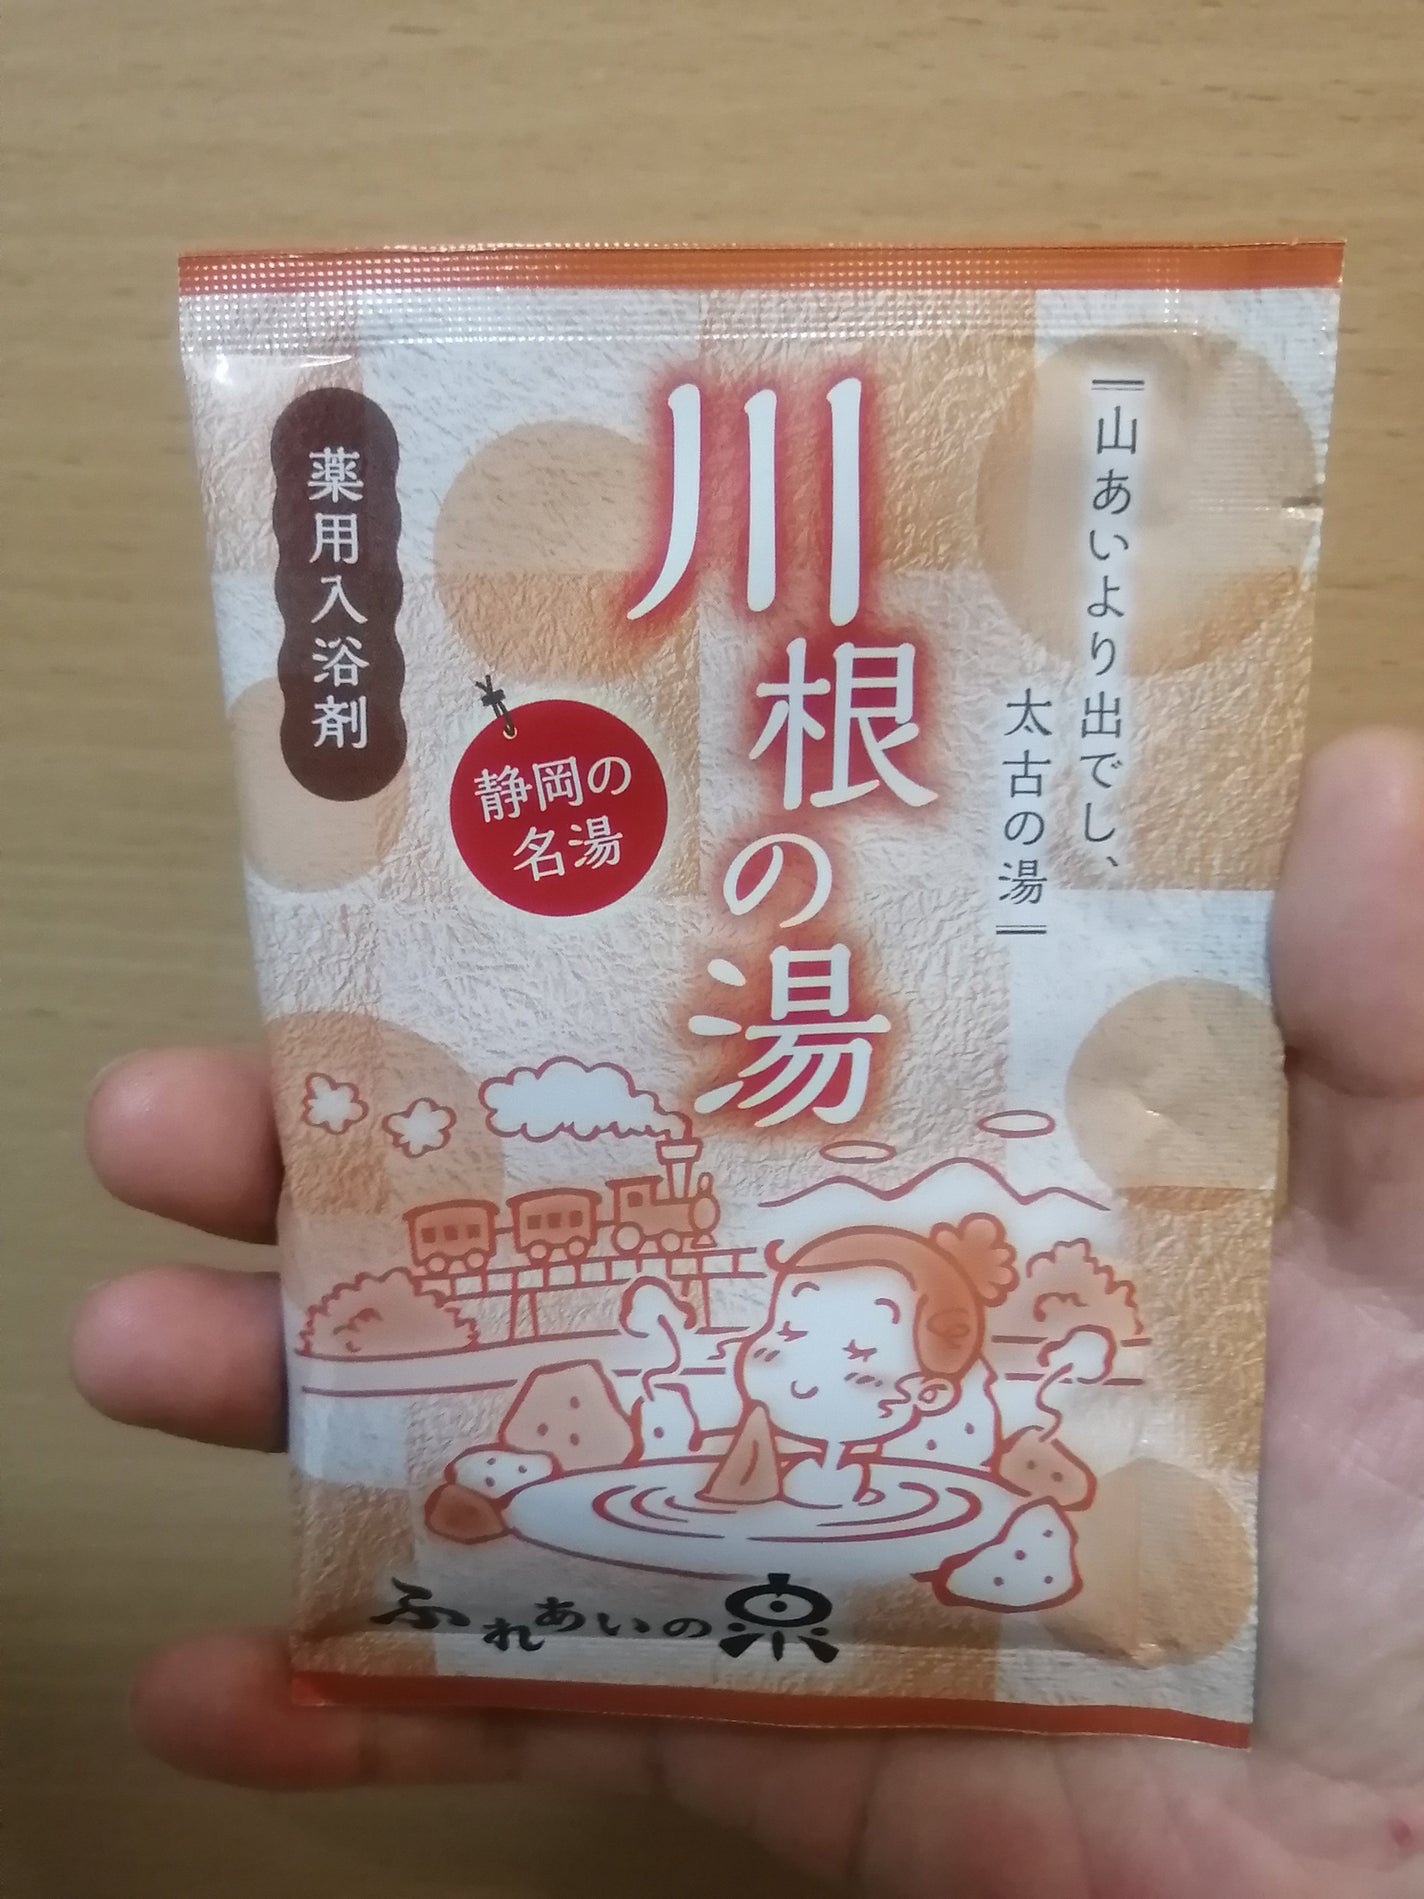 山あいより出でし、
太古の湯
川根の湯
静岡の
名湯
薬用入浴剤
ふれあいの泉